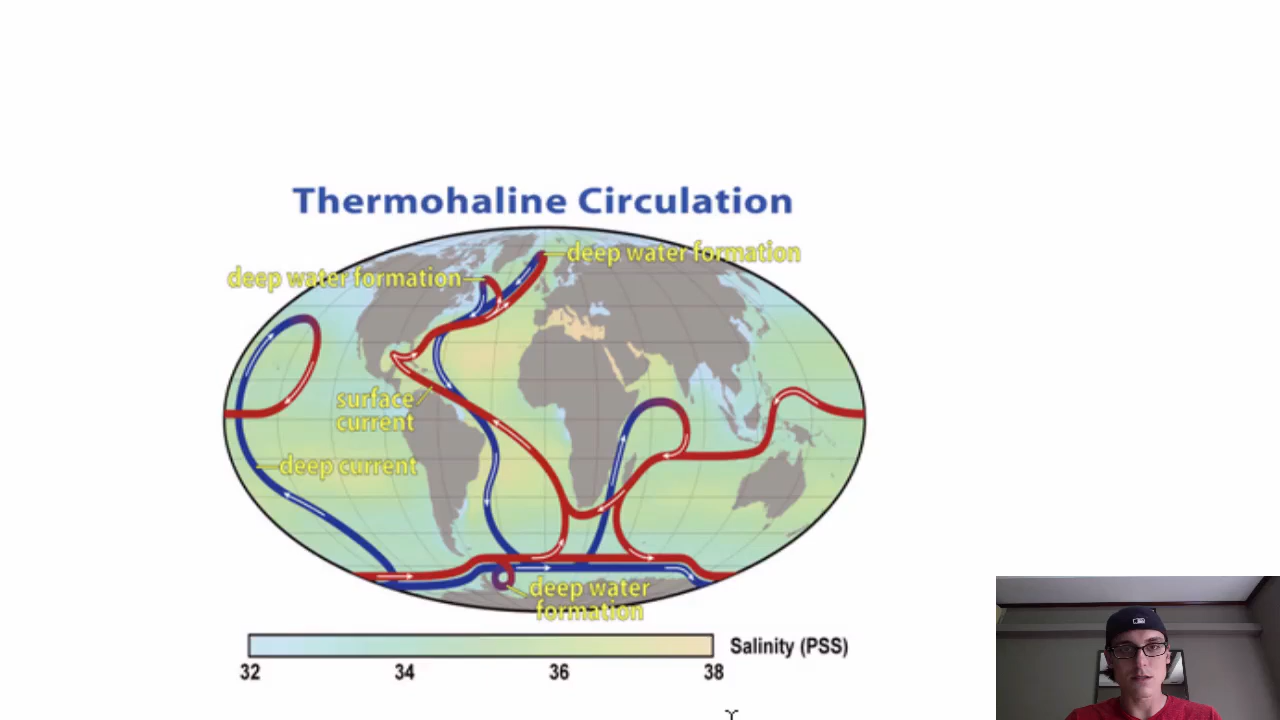 Thermohaline Circulation
deep water formation
deep water formation
surface
current
deep current
deep water
formation
Salinity (PSS)
32 34 36 38